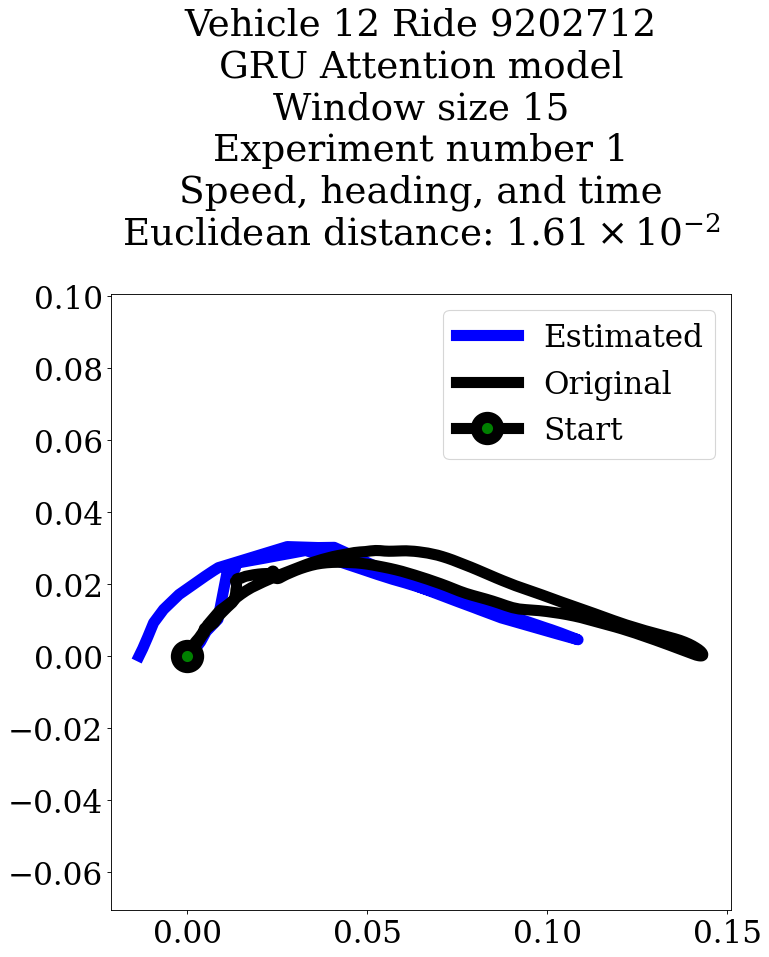 Vehicle 12 Ride 9202712
GRU Attention model
Window size 15
Experiment number 1
Speed, heading, and time
Euclidean distance: 1.61 × 10⁻²
0.10
0.08
0.06
0.04
0.02
0.00
−0.02
−0.04
−0.06
Estimated
Original
Start
0.00 0.05 0.10 0.15